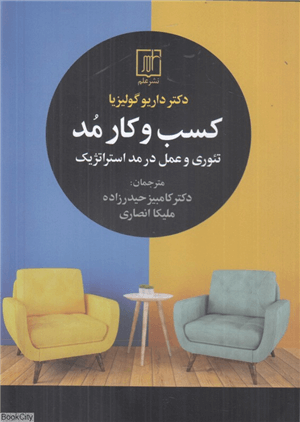 نشر علم
دکتر داریو گولیزیا
کسب و کار مُد
تئوری و عمل در مد استراتژیک
مترجمان:
دکتر کامبیز حیدرزاده
ملیکا انصاری
BookCity